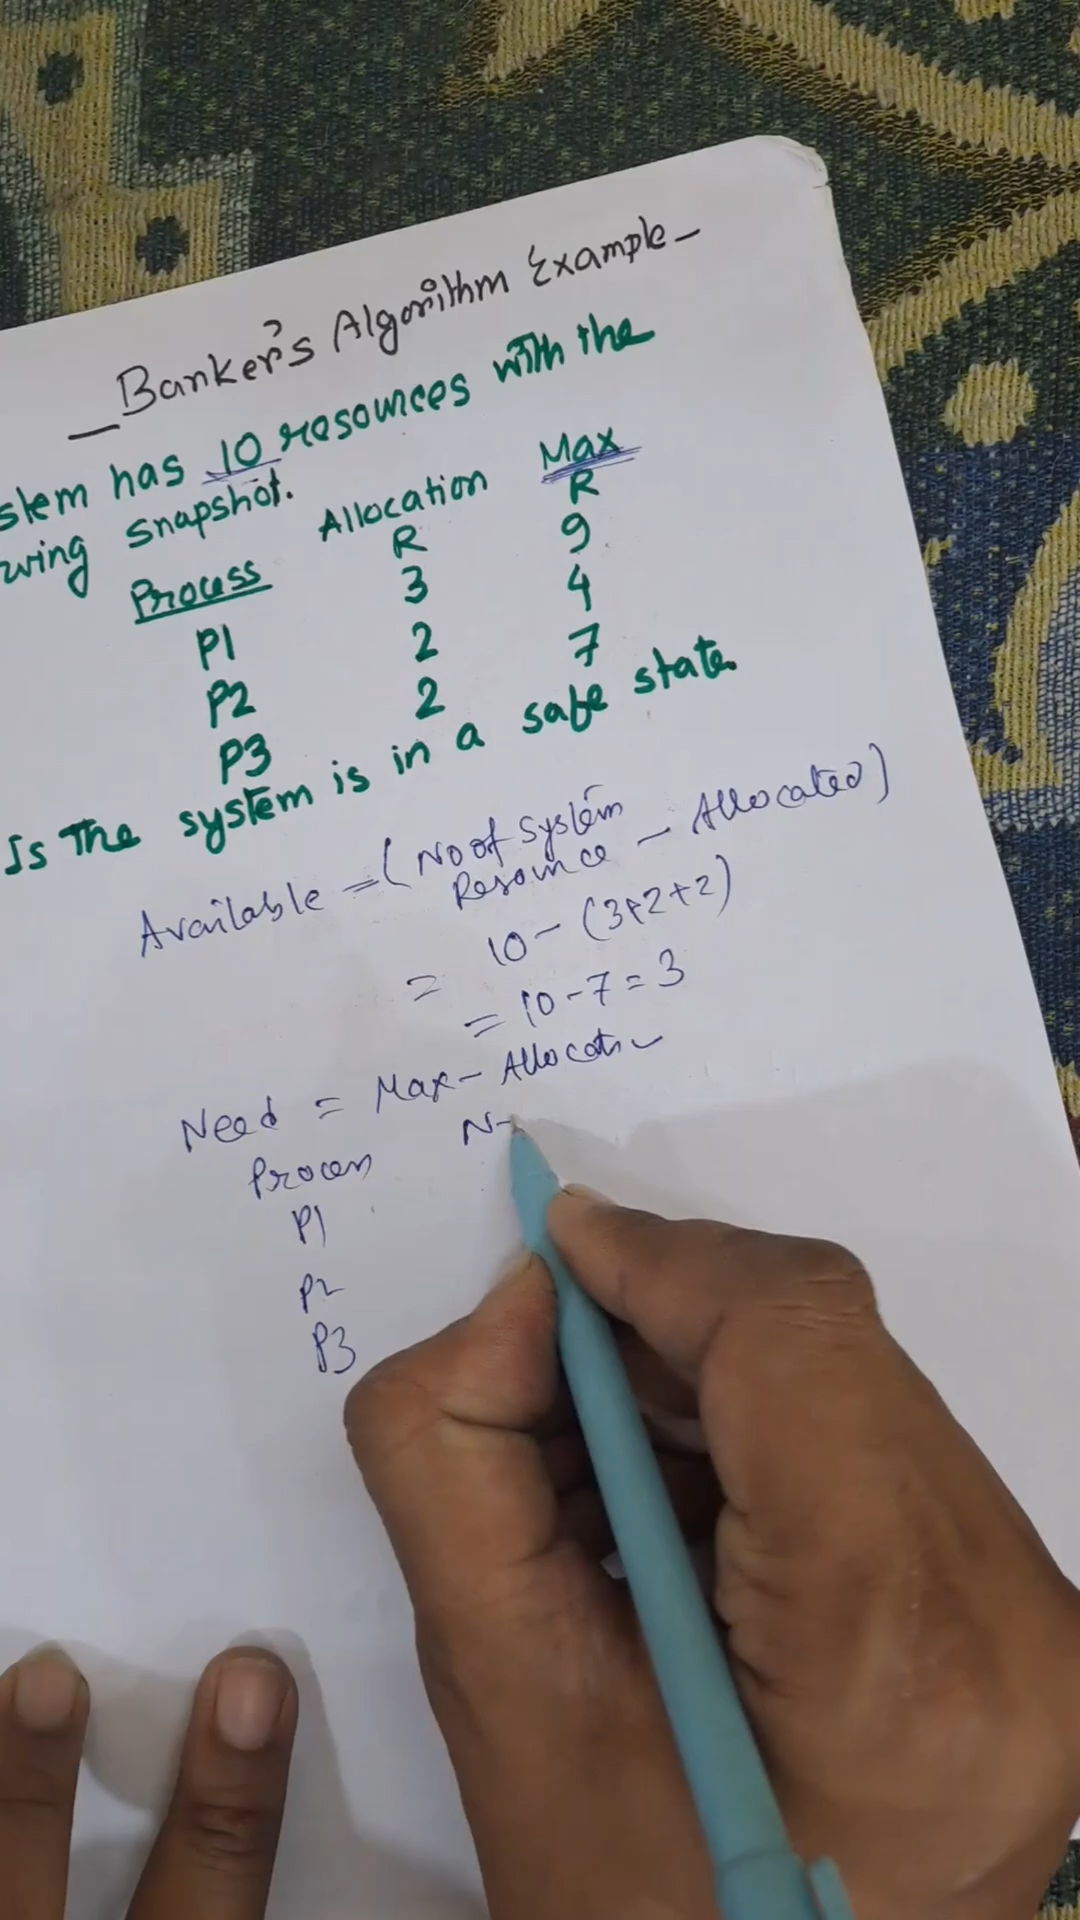 Banker's Algorithm Example
stem has 10 resources with the
wing snapshot.
Process Allocation Max
R R
P1 3 9
P2 2 4
P3 2 7
Is The system is in a safe state
Available = (No of System Resource - Allocated)
= 10 - (3+2+2)
= 10 - 7 = 3
Need = Max - Allocation
Process N
P1
P2
P3